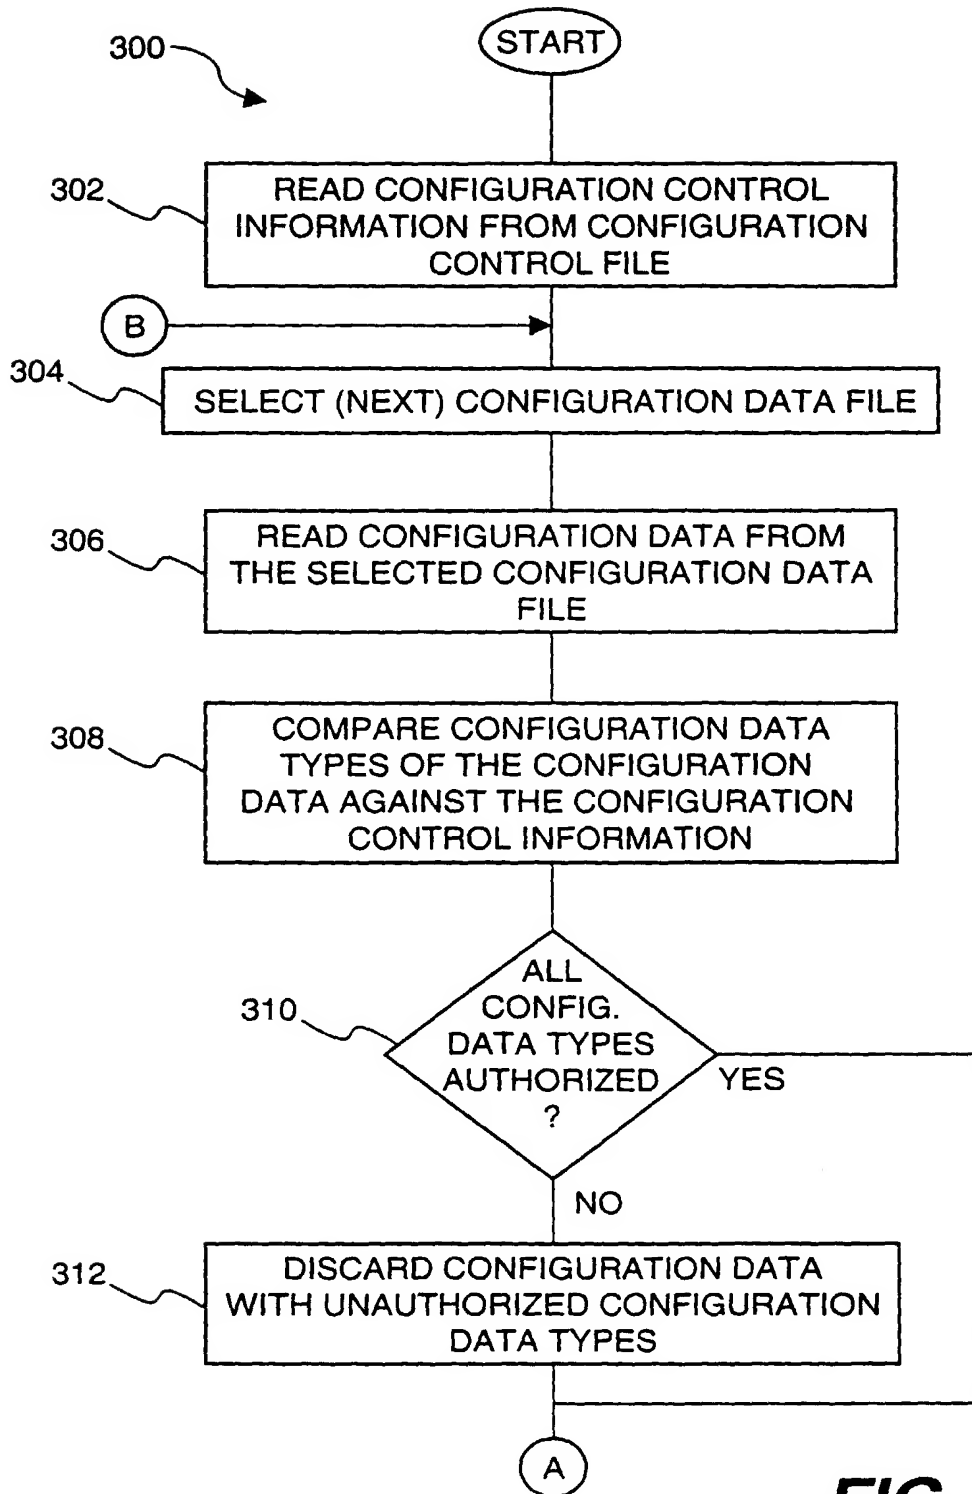 START
300
302
READ CONFIGURATION CONTROL
INFORMATION FROM CONFIGURATION
CONTROL FILE
B
304
SELECT (NEXT) CONFIGURATION DATA FILE
306
READ CONFIGURATION DATA FROM
THE SELECTED CONFIGURATION DATA
FILE
308
COMPARE CONFIGURATION DATA
TYPES OF THE CONFIGURATION
DATA AGAINST THE CONFIGURATION
CONTROL INFORMATION
310
ALL
CONFIG.
DATA TYPES
AUTHORIZED
?
YES
NO
312
DISCARD CONFIGURATION DATA
WITH UNAUTHORIZED CONFIGURATION
DATA TYPES
A